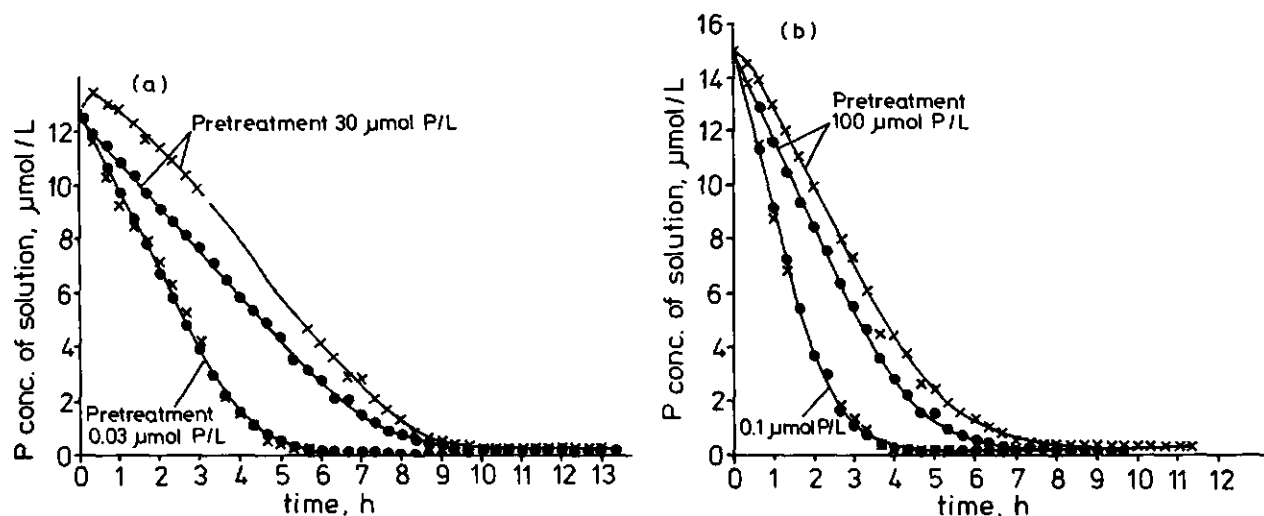 (a)
P conc. of solution, μmol/L
12
10
8
6
4
2
0
Pretreatment 30 μmol P/L
Pretreatment
0.03 μmol P/L
0 1 2 3 4 5 6 7 8 9 10 11 12 13
time, h
(b)
P conc. of solution, μmol/L
16
14
12
10
8
6
4
2
0
Pretreatment
100 μmol P/L
0.1 μmol P/L
0 1 2 3 4 5 6 7 8 9 10 11 12
time, h